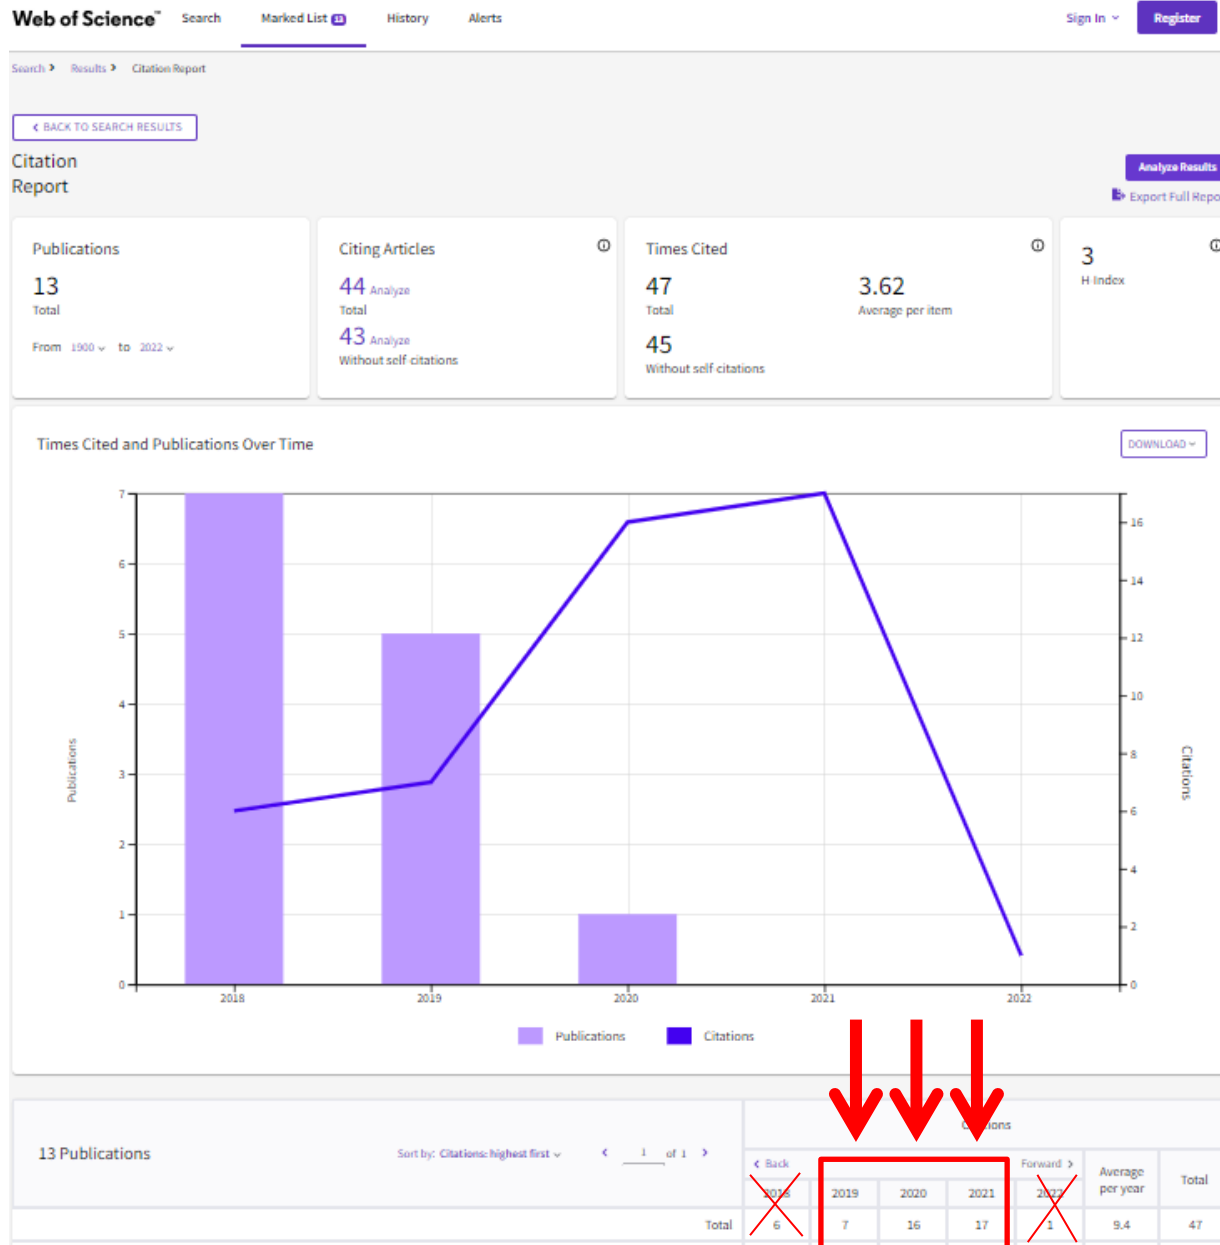 Web of Science™ Search Marked List 13 History Alerts Sign In Register
Search > Results > Citation Report
< BACK TO SEARCH RESULTS
Citation
Report
Analyze Results
Export Full Repo
Publications
13
Total
From 1900 to 2022
Citing Articles
44 Analyze
Total
43 Analyze
Without self-citations
Times Cited
47
Total
45
Without self-citations
3.62
Average per item
3
H-Index
Times Cited and Publications Over Time
DOWNLOAD
7
6
5
4
3
2
1
0
Publications
16
14
12
10
8
6
4
2
0
Citations
2018 2019 2020 2021 2022
Publications Citations
13 Publications
Sort by: Citations: highest first
< 1 of 1 >
Citations
< Back Forward >
2018 2019 2020 2021 2022
Average
per year
Total
Total 6 7 16 17 1 9.4 47